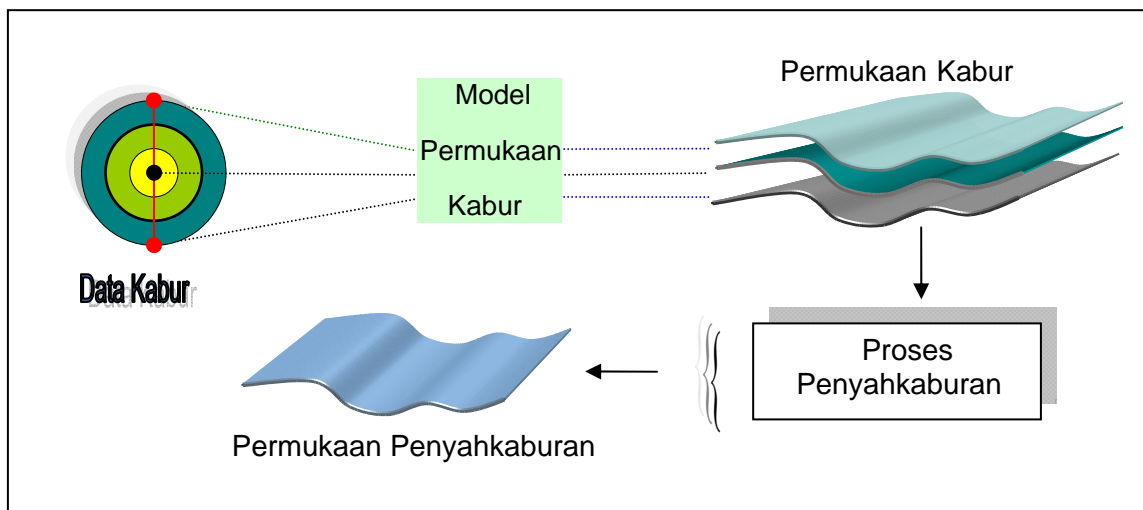 Permukaan Kabur
Model
Permukaan
Kabur
Data Kabur
Proses
Penyahkaburan
Permukaan Penyahkaburan